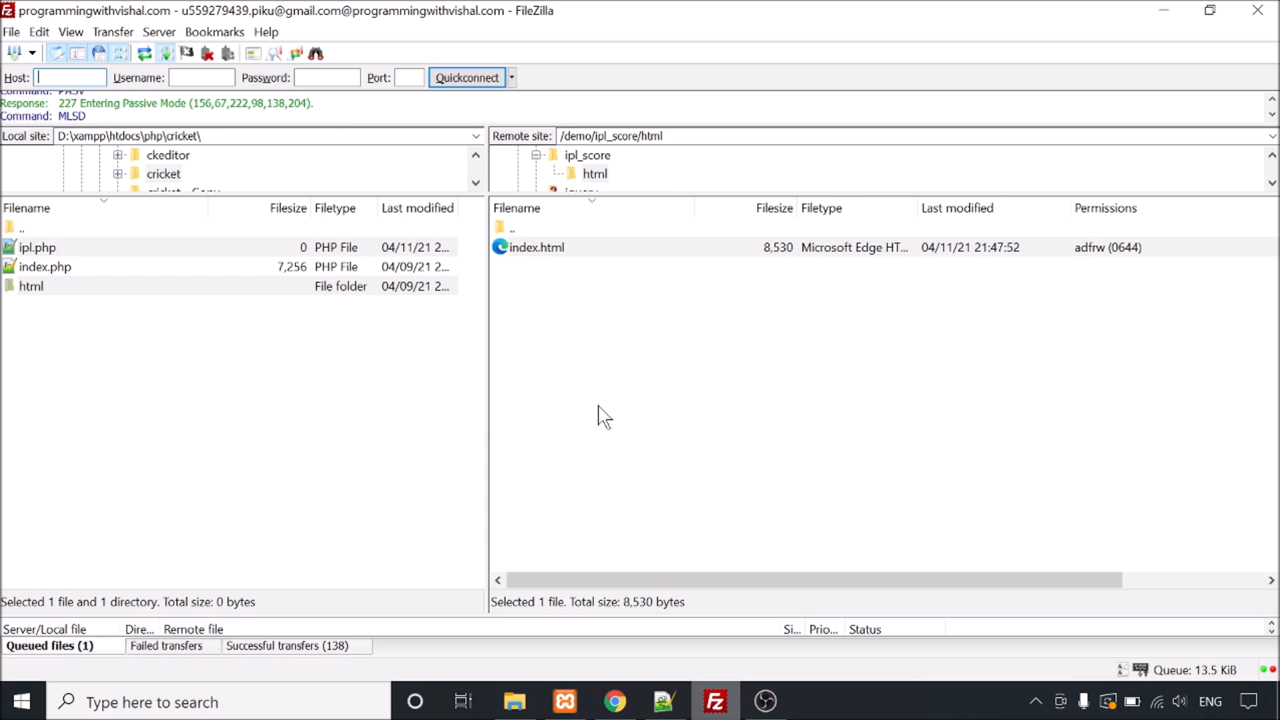 programmingwithvishal.com - u559279439.piku@gmail.com@programmingwithvishal.com - FileZilla
File Edit View Transfer Server Bookmarks Help
Host: Username: Password: Port: Quickconnect
Response: 227 Entering Passive Mode (156,67,222,98,138,204).
Command: MLSD
Local site: D:\xampp\htdocs\php\cricket\
ckeditor
cricket
Remote site: /demo/ipl_score/html
ipl_score
html
Filename Filesize Filetype Last modified
..
ipl.php 0 PHP File 04/11/21 2...
index.php 7,256 PHP File 04/09/21 2...
html File folder 04/09/21 2...
Selected 1 file and 1 directory. Total size: 0 bytes
Filename Filesize Filetype Last modified Permissions
..
index.html 8,530 Microsoft Edge HT... 04/11/21 21:47:52 adfrw (0644)
Selected 1 file. Total size: 8,530 bytes
Server/Local file Dire... Remote file Si... Prio... Status
Queued files (1) Failed transfers Successful transfers (138)
Queue: 13.5 KiB
Type here to search
ENG